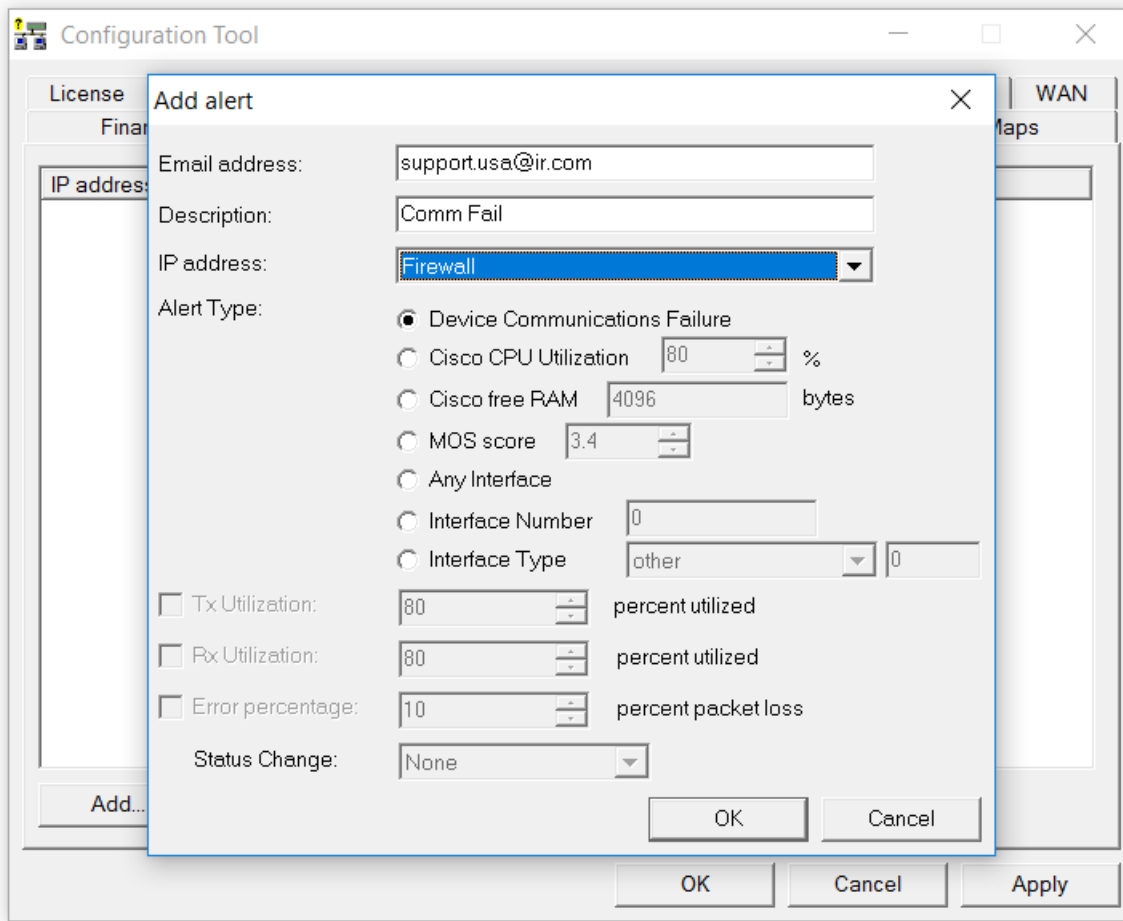 Configuration Tool
License
WAN
Maps
IP address
Add alert
Email address: support.usa@ir.com
Description: Comm Fail
IP address: Firewall
Alert Type:
Device Communications Failure
Cisco CPU Utilization 80 %
Cisco free RAM 4096 bytes
MOS score 3.4
Any Interface
Interface Number 0
Interface Type other 0
Tx Utilization: 80 percent utilized
Rx Utilization: 80 percent utilized
Error percentage: 10 percent packet loss
Status Change: None
OK Cancel
Add...
OK Cancel Apply